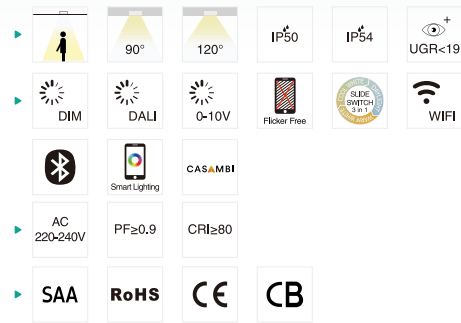 90°
120°
IP50
IP54
+
UGR<19
DIM
DALI
0-10V
Flicker Free
SLIDE
SWITCH
3 in 1
WIFI
Smart Lighting
CASAMBI
AC
220-240V
PF≥0.9
CRI≥80
SAA
RoHS
CE
CB